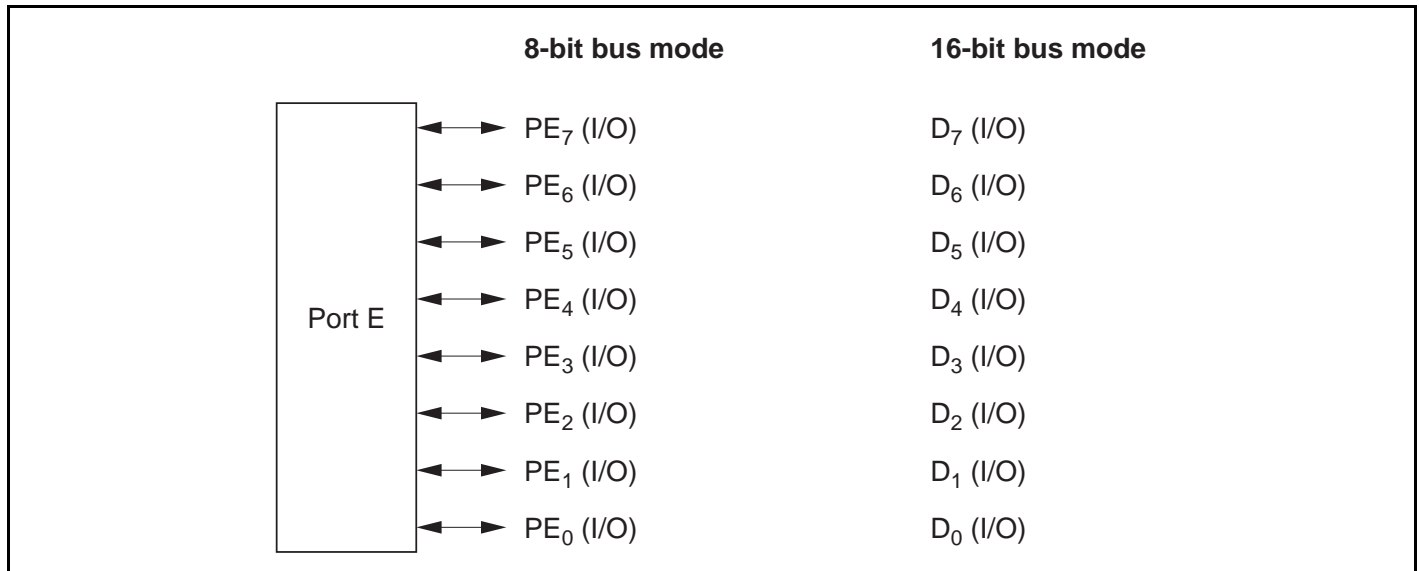 8-bit bus mode 16-bit bus mode
PE₇ (I/O) D₇ (I/O)
PE₆ (I/O) D₆ (I/O)
PE₅ (I/O) D₅ (I/O)
PE₄ (I/O) D₄ (I/O)
Port E
PE₃ (I/O) D₃ (I/O)
PE₂ (I/O) D₂ (I/O)
PE₁ (I/O) D₁ (I/O)
PE₀ (I/O) D₀ (I/O)